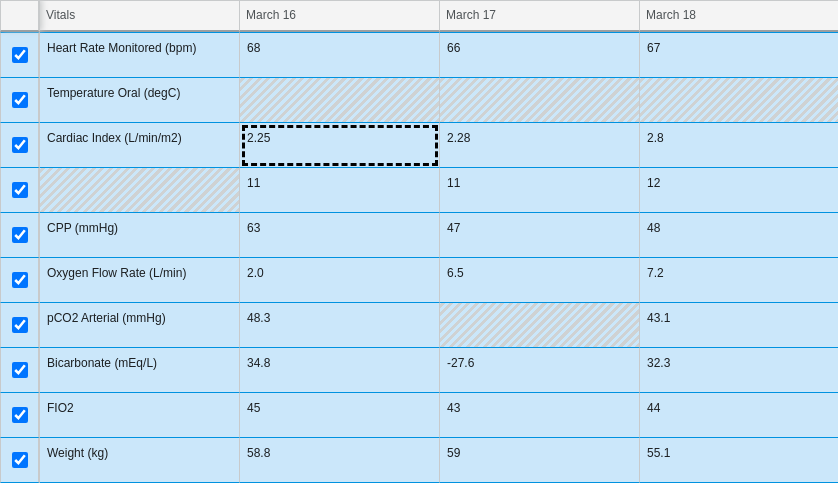 Vitals March 16 March 17 March 18
Heart Rate Monitored (bpm) 68 66 67
Temperature Oral (degC)
Cardiac Index (L/min/m2) 2.25 2.28 2.8
11 11 12
CPP (mmHg) 63 47 48
Oxygen Flow Rate (L/min) 2.0 6.5 7.2
pCO2 Arterial (mmHg) 48.3 43.1
Bicarbonate (mEq/L) 34.8 -27.6 32.3
FIO2 45 43 44
Weight (kg) 58.8 59 55.1